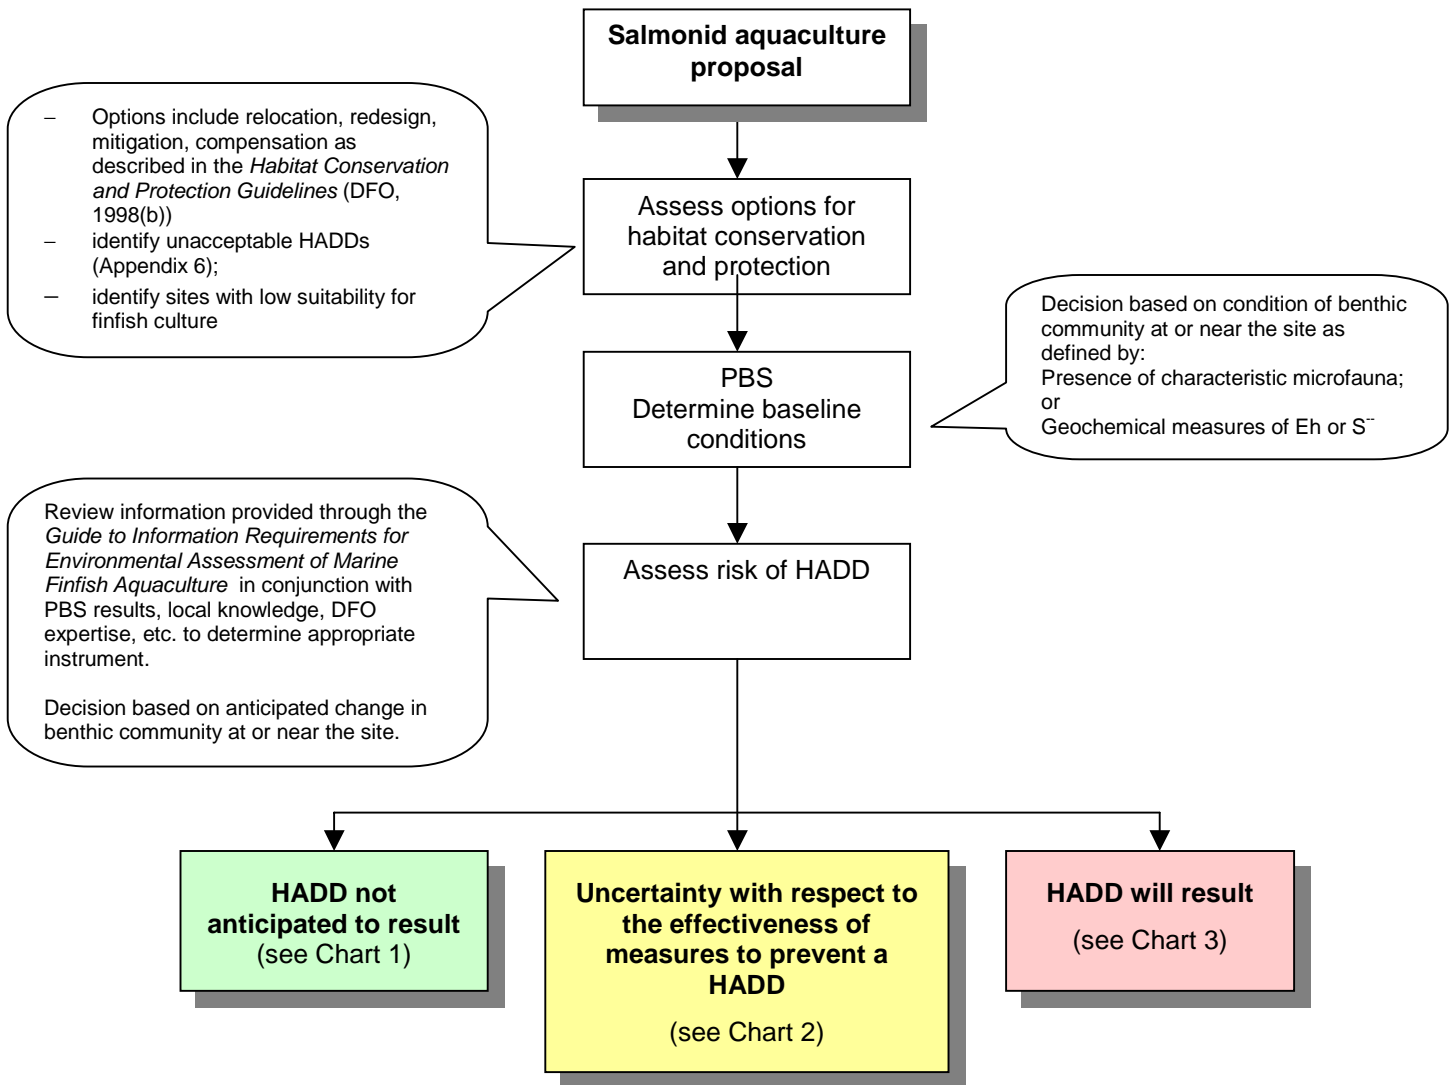 Salmonid aquaculture
proposal
– Options include relocation, redesign,
mitigation, compensation as
described in the Habitat Conservation
and Protection Guidelines (DFO,
1998(b))
– identify unacceptable HADDs
(Appendix 6);
– identify sites with low suitability for
finfish culture
Assess options for
habitat conservation
and protection
Decision based on condition of benthic
community at or near the site as
defined by:
Presence of characteristic microfauna;
or
Geochemical measures of Eh or S⁻⁻
PBS
Determine baseline
conditions
Review information provided through the
Guide to Information Requirements for
Environmental Assessment of Marine
Finfish Aquaculture in conjunction with
PBS results, local knowledge, DFO
expertise, etc. to determine appropriate
instrument.
Decision based on anticipated change in
benthic community at or near the site.
Assess risk of HADD
HADD not
anticipated to result
(see Chart 1)
Uncertainty with respect to
the effectiveness of
measures to prevent a
HADD
(see Chart 2)
HADD will result
(see Chart 3)